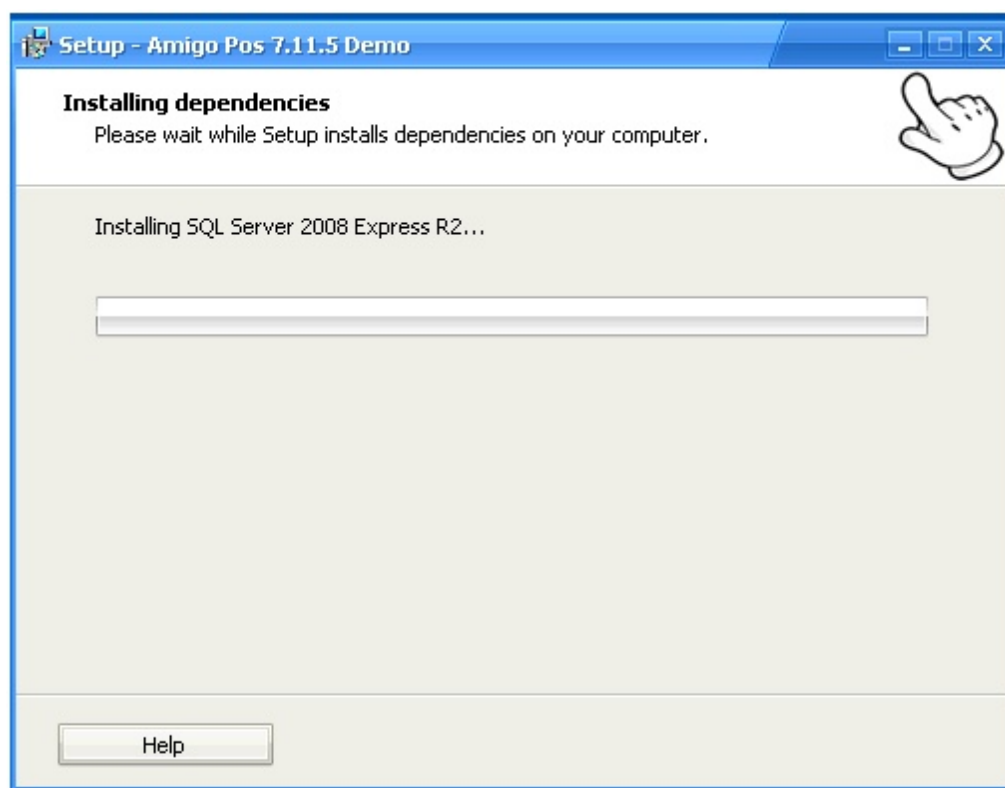 Setup - Amigo Pos 7.11.5 Demo
Installing dependencies
Please wait while Setup installs dependencies on your computer.
Installing SQL Server 2008 Express R2...
Help